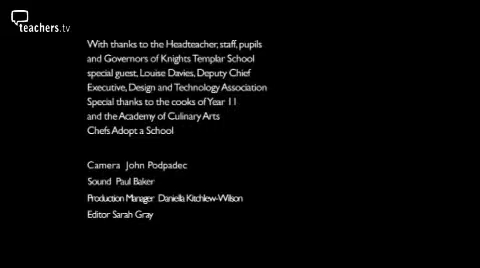 teachers.tv
With thanks to the Headteacher, staff, pupils
and Governors of Knights Templar School
special guest, Louise Davies, Deputy Chief
Executive, Design and Technology Association
Special thanks to the cooks of Year 11
and the Academy of Culinary Arts
Chefs Adopt a School
Camera John Podpadec
Sound Paul Baker
Production Manager Daniella Kitchlew-Wilson
Editor Sarah Gray